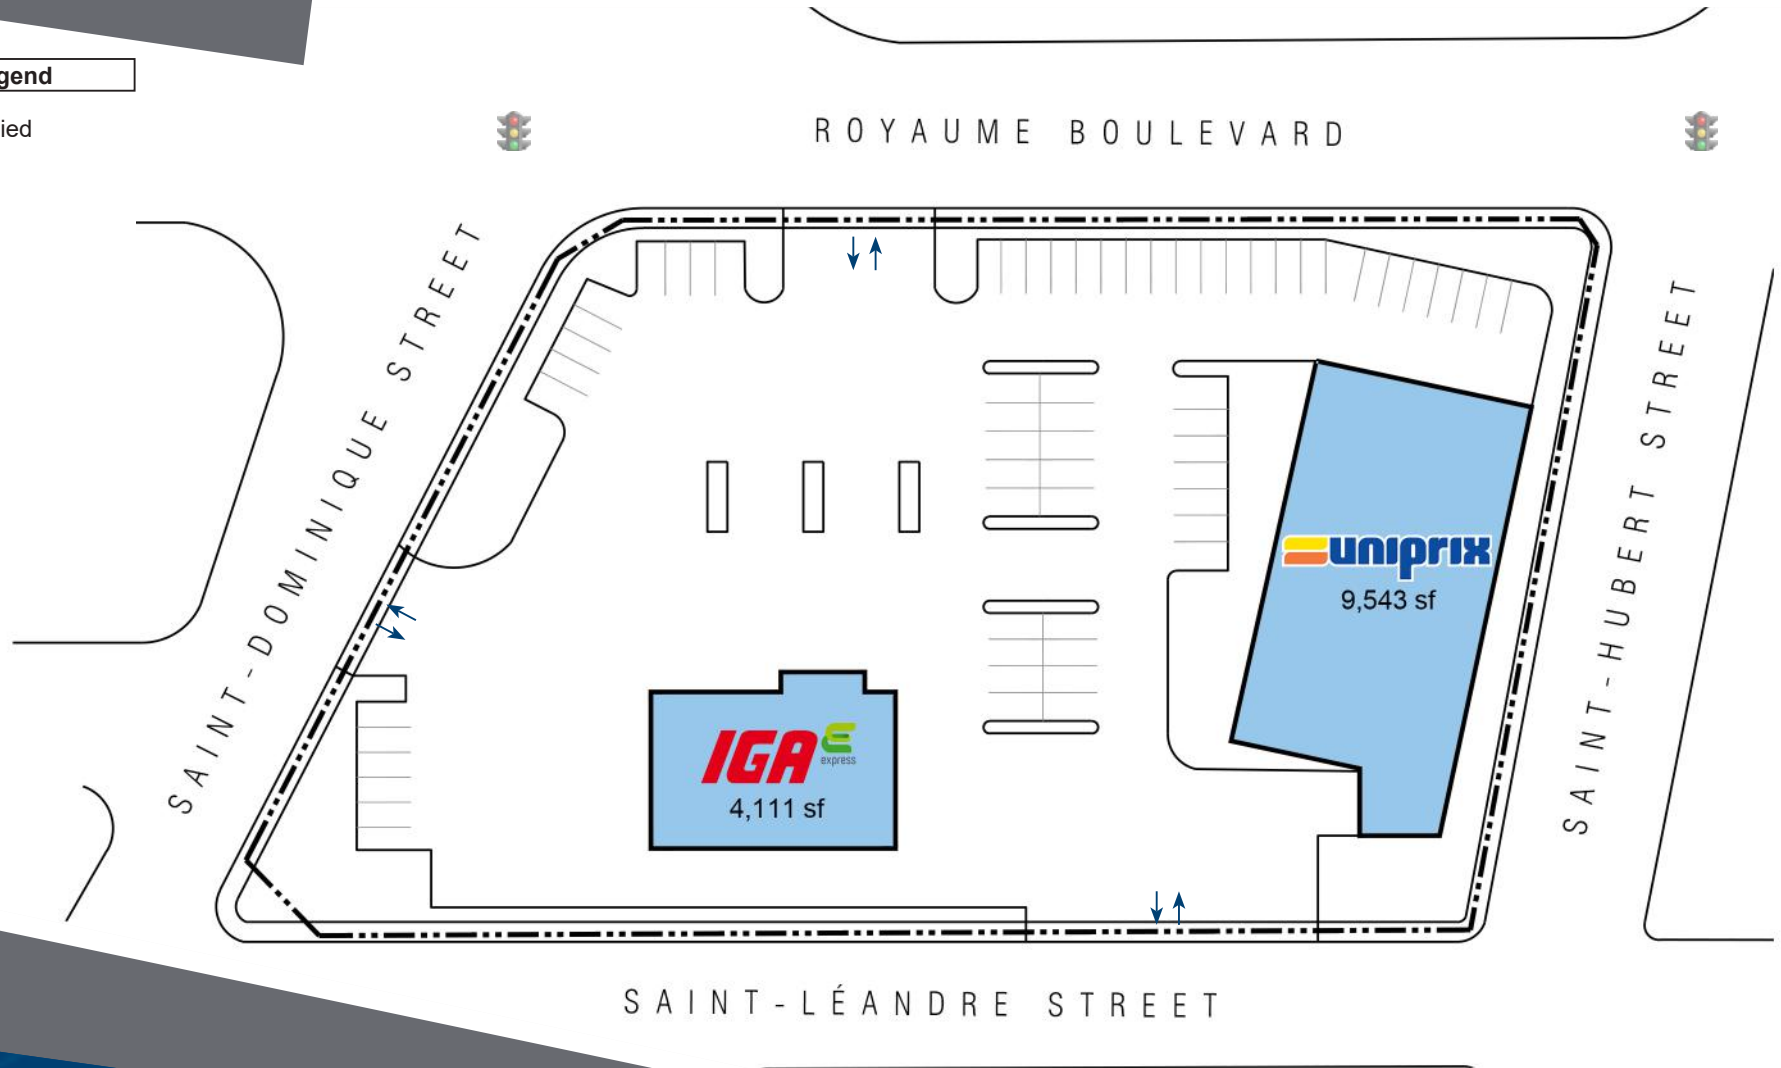 gend
ied
ROYAUME BOULEVARD
SAINT-DOMINIQUE STREET
SAINT-HUBERT STREET
uniprix
9,543 sf
IGA express
4,111 sf
SAINT-LÉANDRE STREET